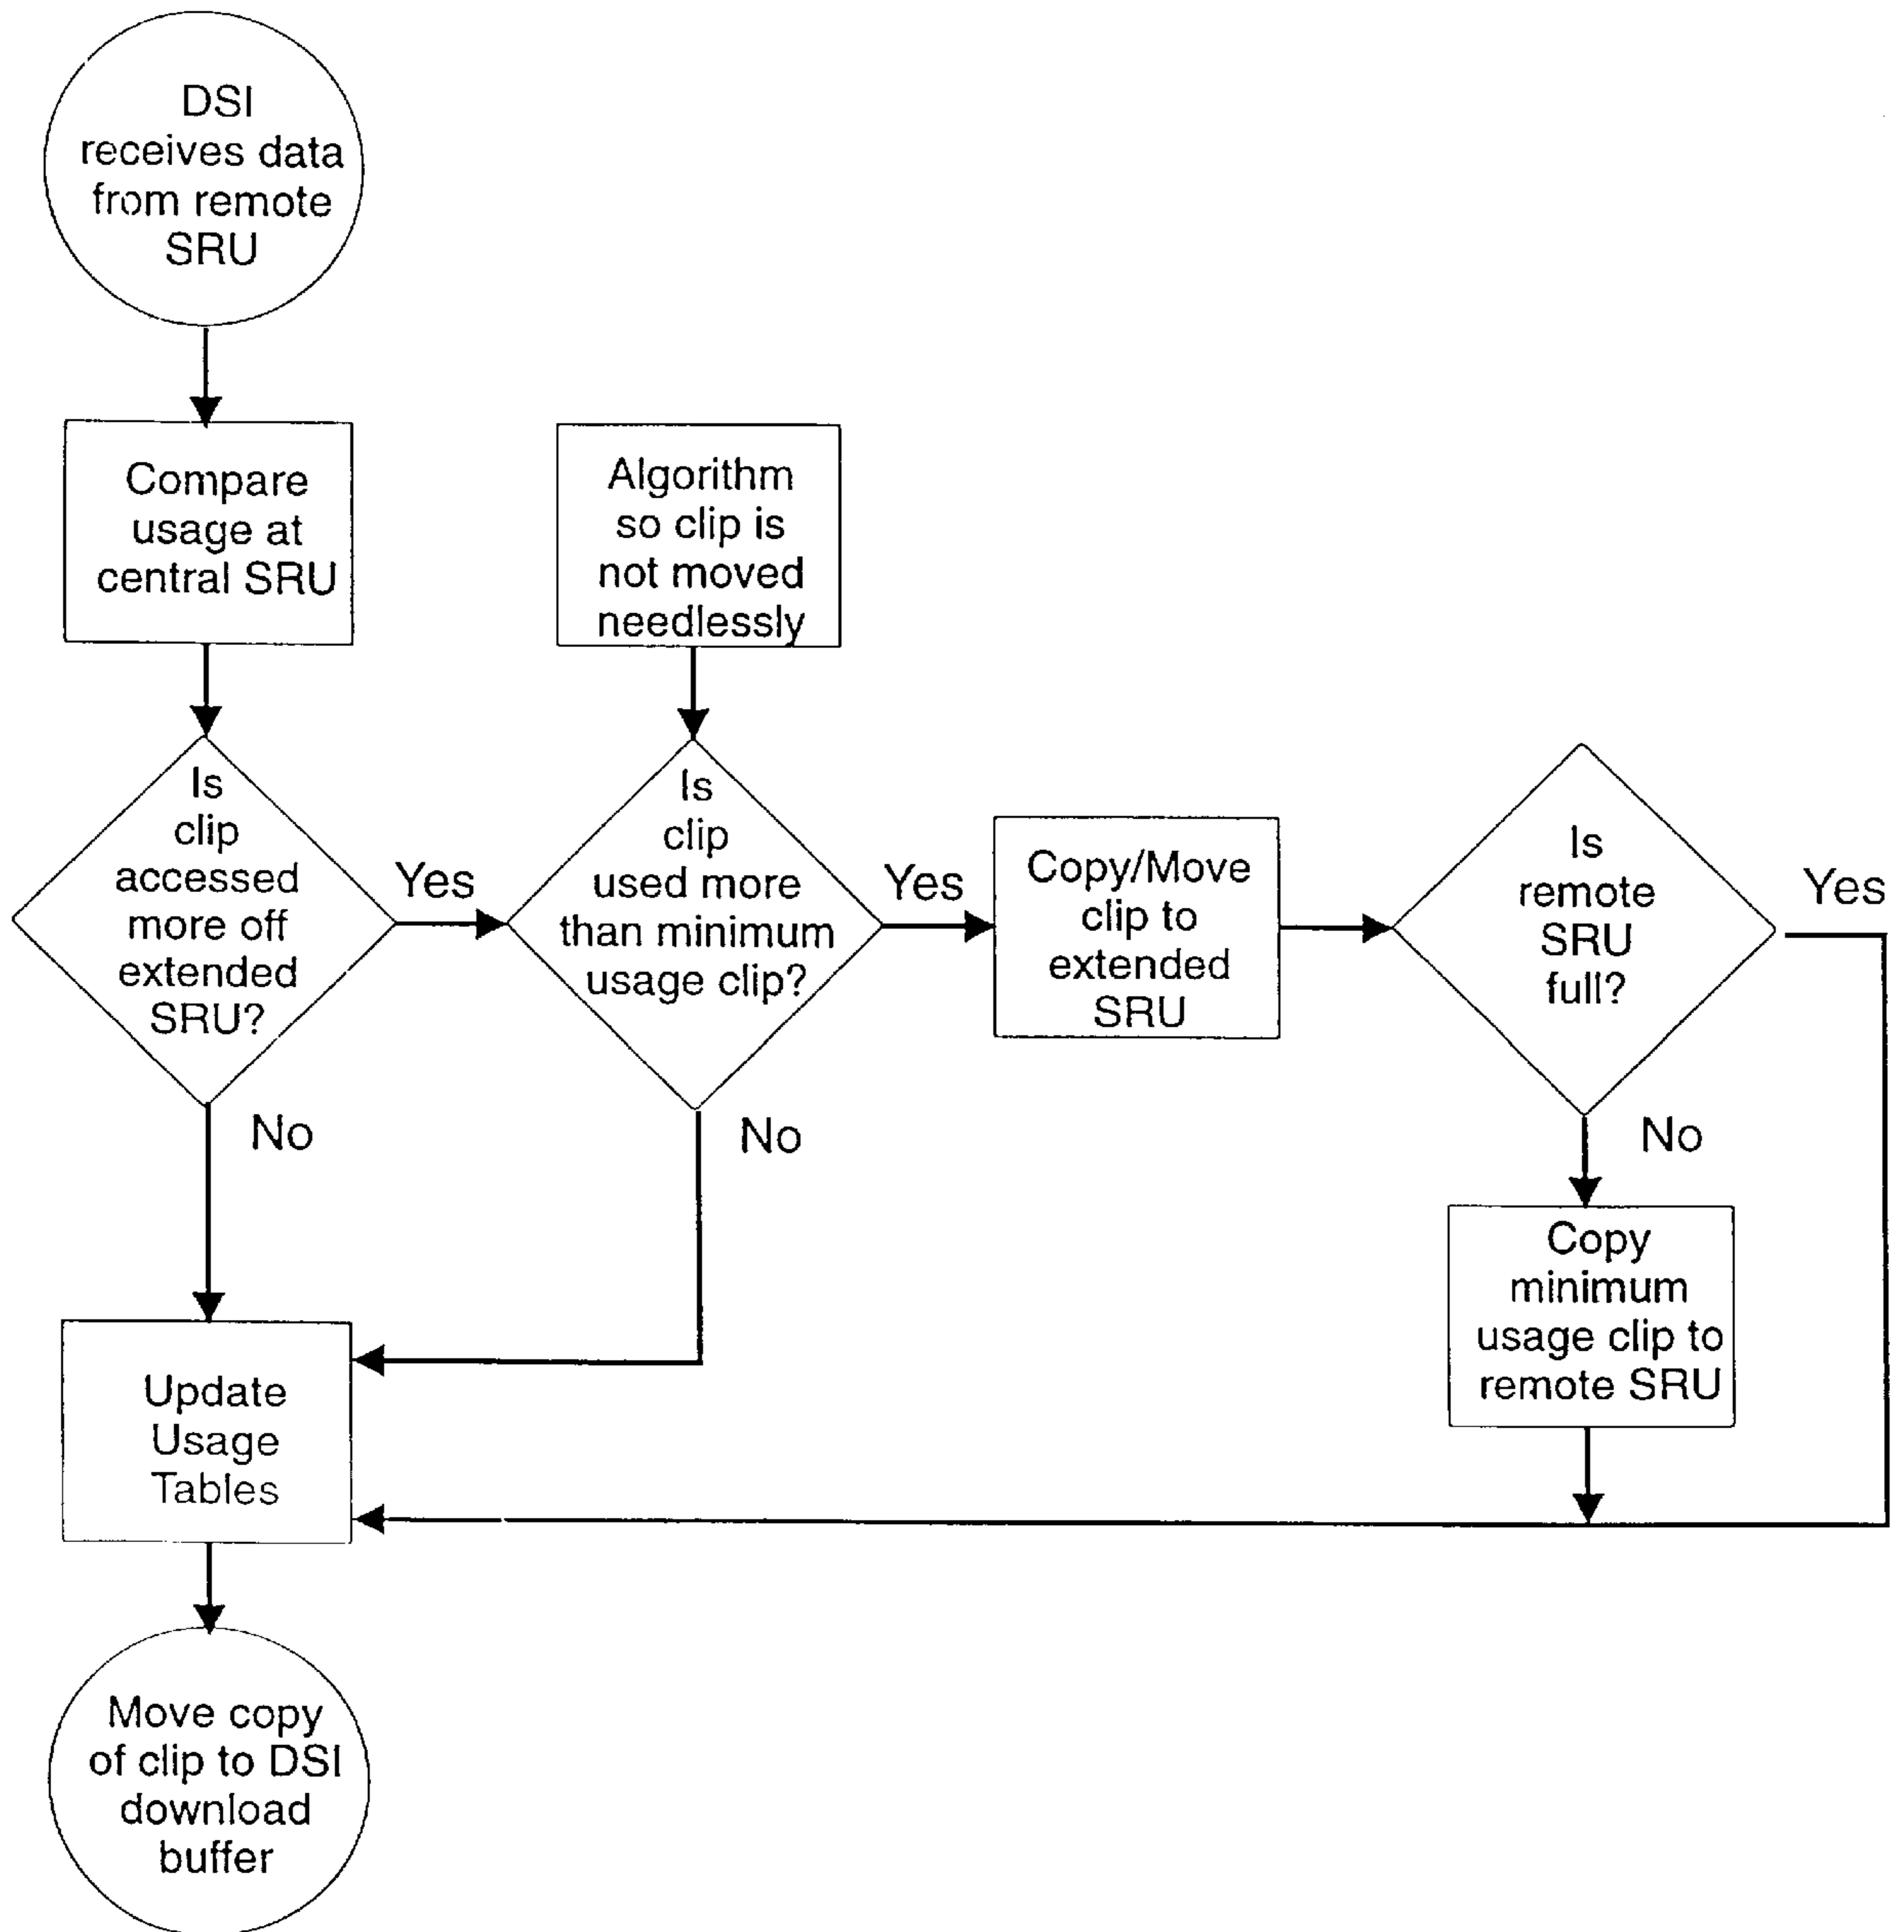 DSI
receives data
from remote
SRU
Compare
usage at
central SRU
Algorithm
so clip is
not moved
needlessly
Is
clip
accessed
more off
extended
SRU?
Yes
No
Is
clip
used more
than minimum
usage clip?
Yes
No
Copy/Move
clip to
extended
SRU
Is
remote
SRU
full?
Yes
No
Copy
minimum
usage clip to
remote SRU
Update
Usage
Tables
Move copy
of clip to DSI
download
buffer